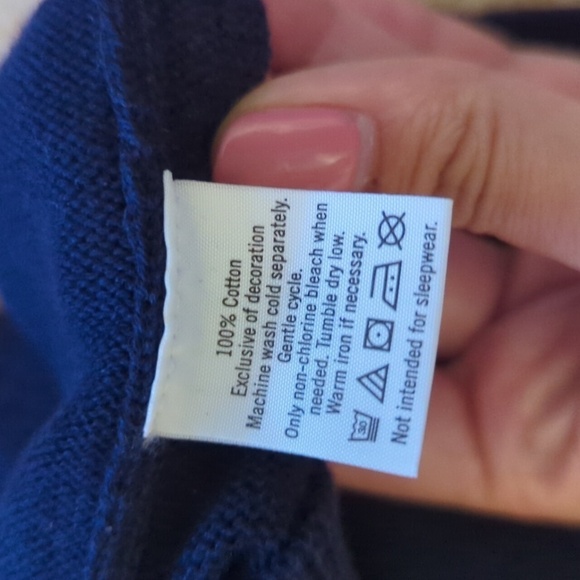 100% Cotton
Exclusive of decoration
Machine wash cold separately.
Gentle cycle.
Only non-chlorine bleach when
needed. Tumble dry low.
Warm iron if necessary.
30
Not intended for sleepwear.